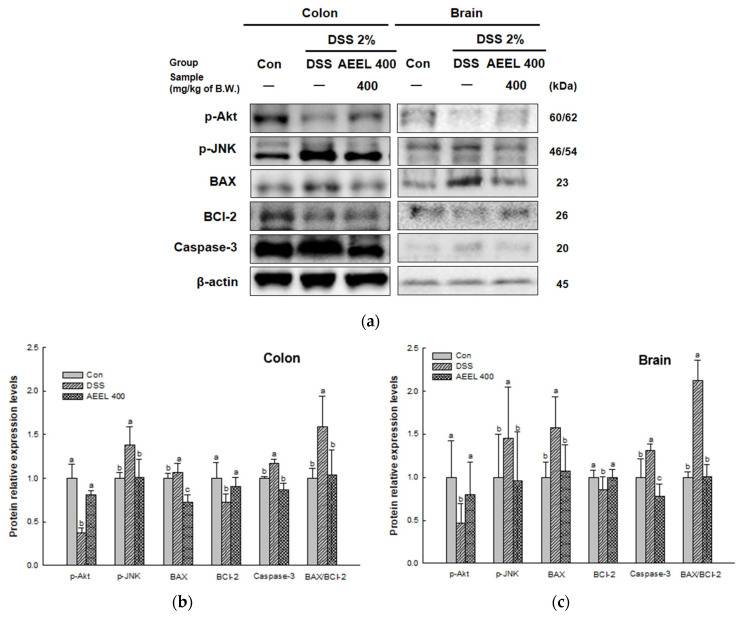 Colon Brain
DSS 2% DSS 2%
Group Con DSS AEEL 400 Con DSS AEEL 400
Sample
(mg/kg of B.W.) — — 400 — — 400 (kDa)
p-Akt 60/62
p-JNK 46/54
BAX 23
BCl-2 26
Caspase-3 20
β-actin 45
(a)
Colon
Con
DSS
AEEL 400
Protein relative expression levels
2.5
2.0
1.5
1.0
0.5
0.0
a b a b a b b a c a b a b a b b a b
p-Akt p-JNK BAX BCl-2 Caspase-3 BAX/BCl-2
(b)
Brain
Con
DSS
AEEL 400
Protein relative expression levels
2.5
2.0
1.5
1.0
0.5
0.0
a b a b a b b a b a b a b a c b a b
p-Akt p-JNK BAX BCl-2 Caspase-3 BAX/BCl-2
(c)